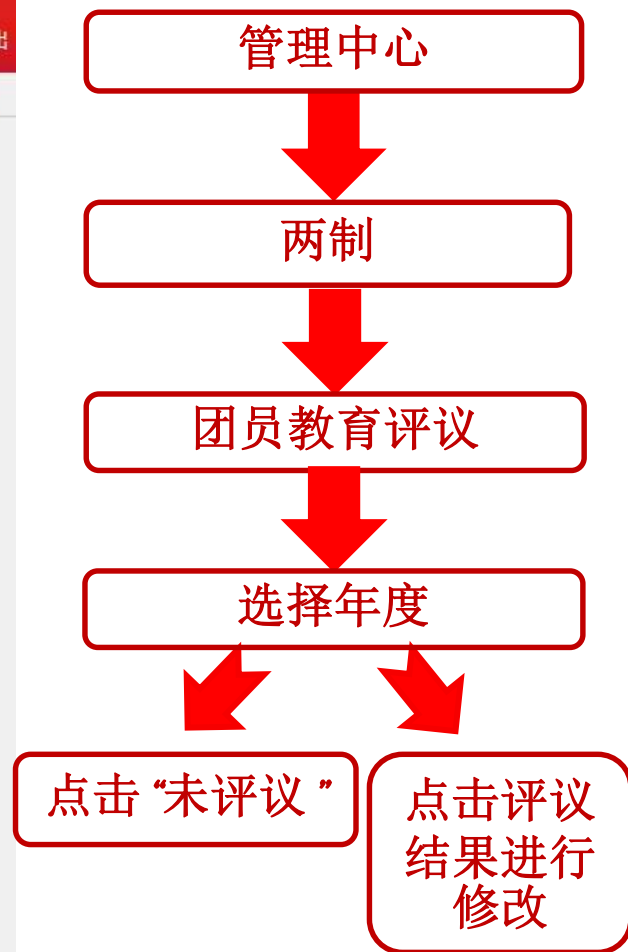 出
管理中心
两制
团员教育评议
选择年度
点击“未评议”
点击评议
结果进行
修改